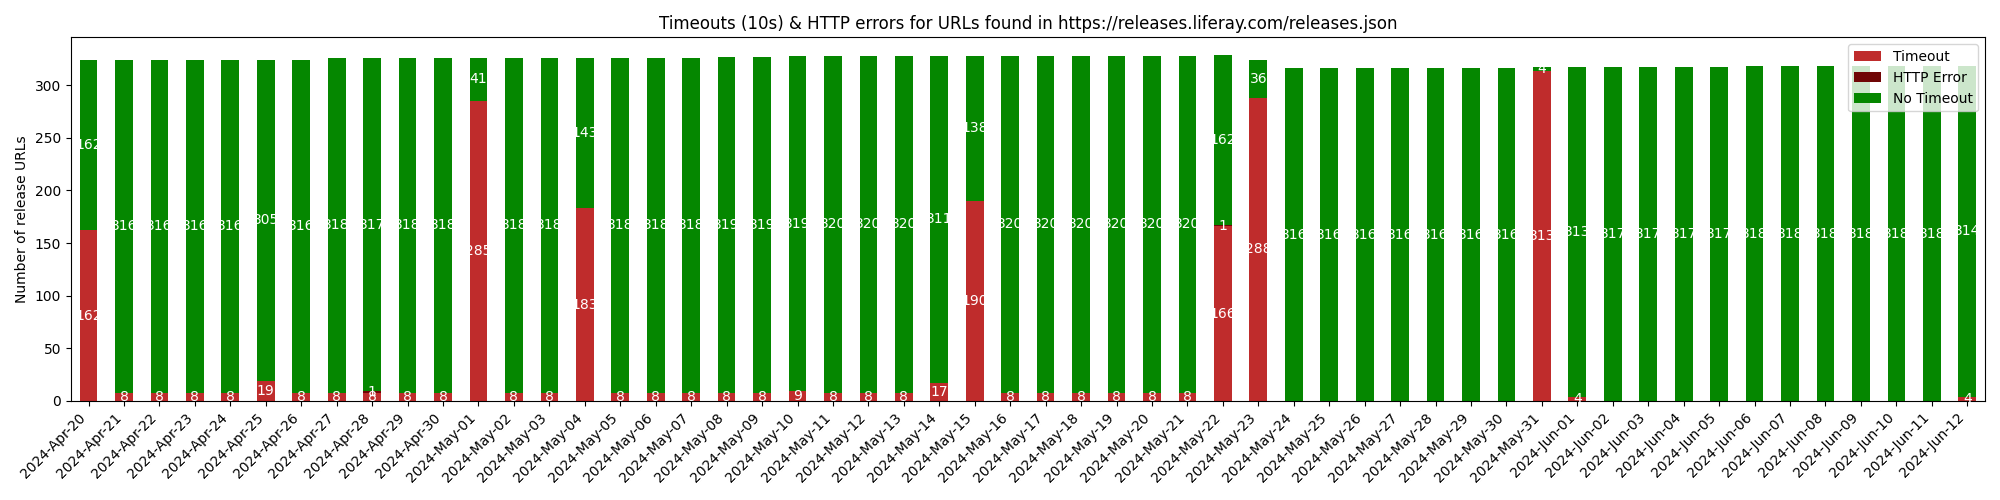 Timeouts (10s) & HTTP errors for URLs found in https://releases.liferay.com/releases.json
Timeout
HTTP Error
No Timeout
Number of release URLs
300
250
200
150
100
50
0
162 316 316 316 316 305 316 318 317 318 318 41 318 318 143 318 318 318 319 319 319 320 320 320 311 138 320 320 320 320 320 320 162 36 316 316 316 316 316 316 316 4 313 317 317 317 317 318 318 318 318 318 318 314
1 1
162 8 8 8 8 19 8 8 8 8 8 285 8 8 183 8 8 8 8 8 9 8 8 8 17 190 8 8 8 8 8 8 166 288 313 4 4
2024-Apr-20
2024-Apr-21
2024-Apr-22
2024-Apr-23
2024-Apr-24
2024-Apr-25
2024-Apr-26
2024-Apr-27
2024-Apr-28
2024-Apr-29
2024-Apr-30
2024-May-01
2024-May-02
2024-May-03
2024-May-04
2024-May-05
2024-May-06
2024-May-07
2024-May-08
2024-May-09
2024-May-10
2024-May-11
2024-May-12
2024-May-13
2024-May-14
2024-May-15
2024-May-16
2024-May-17
2024-May-18
2024-May-19
2024-May-20
2024-May-21
2024-May-22
2024-May-23
2024-May-24
2024-May-25
2024-May-26
2024-May-27
2024-May-28
2024-May-29
2024-May-30
2024-May-31
2024-Jun-01
2024-Jun-02
2024-Jun-03
2024-Jun-04
2024-Jun-05
2024-Jun-06
2024-Jun-07
2024-Jun-08
2024-Jun-09
2024-Jun-10
2024-Jun-11
2024-Jun-12